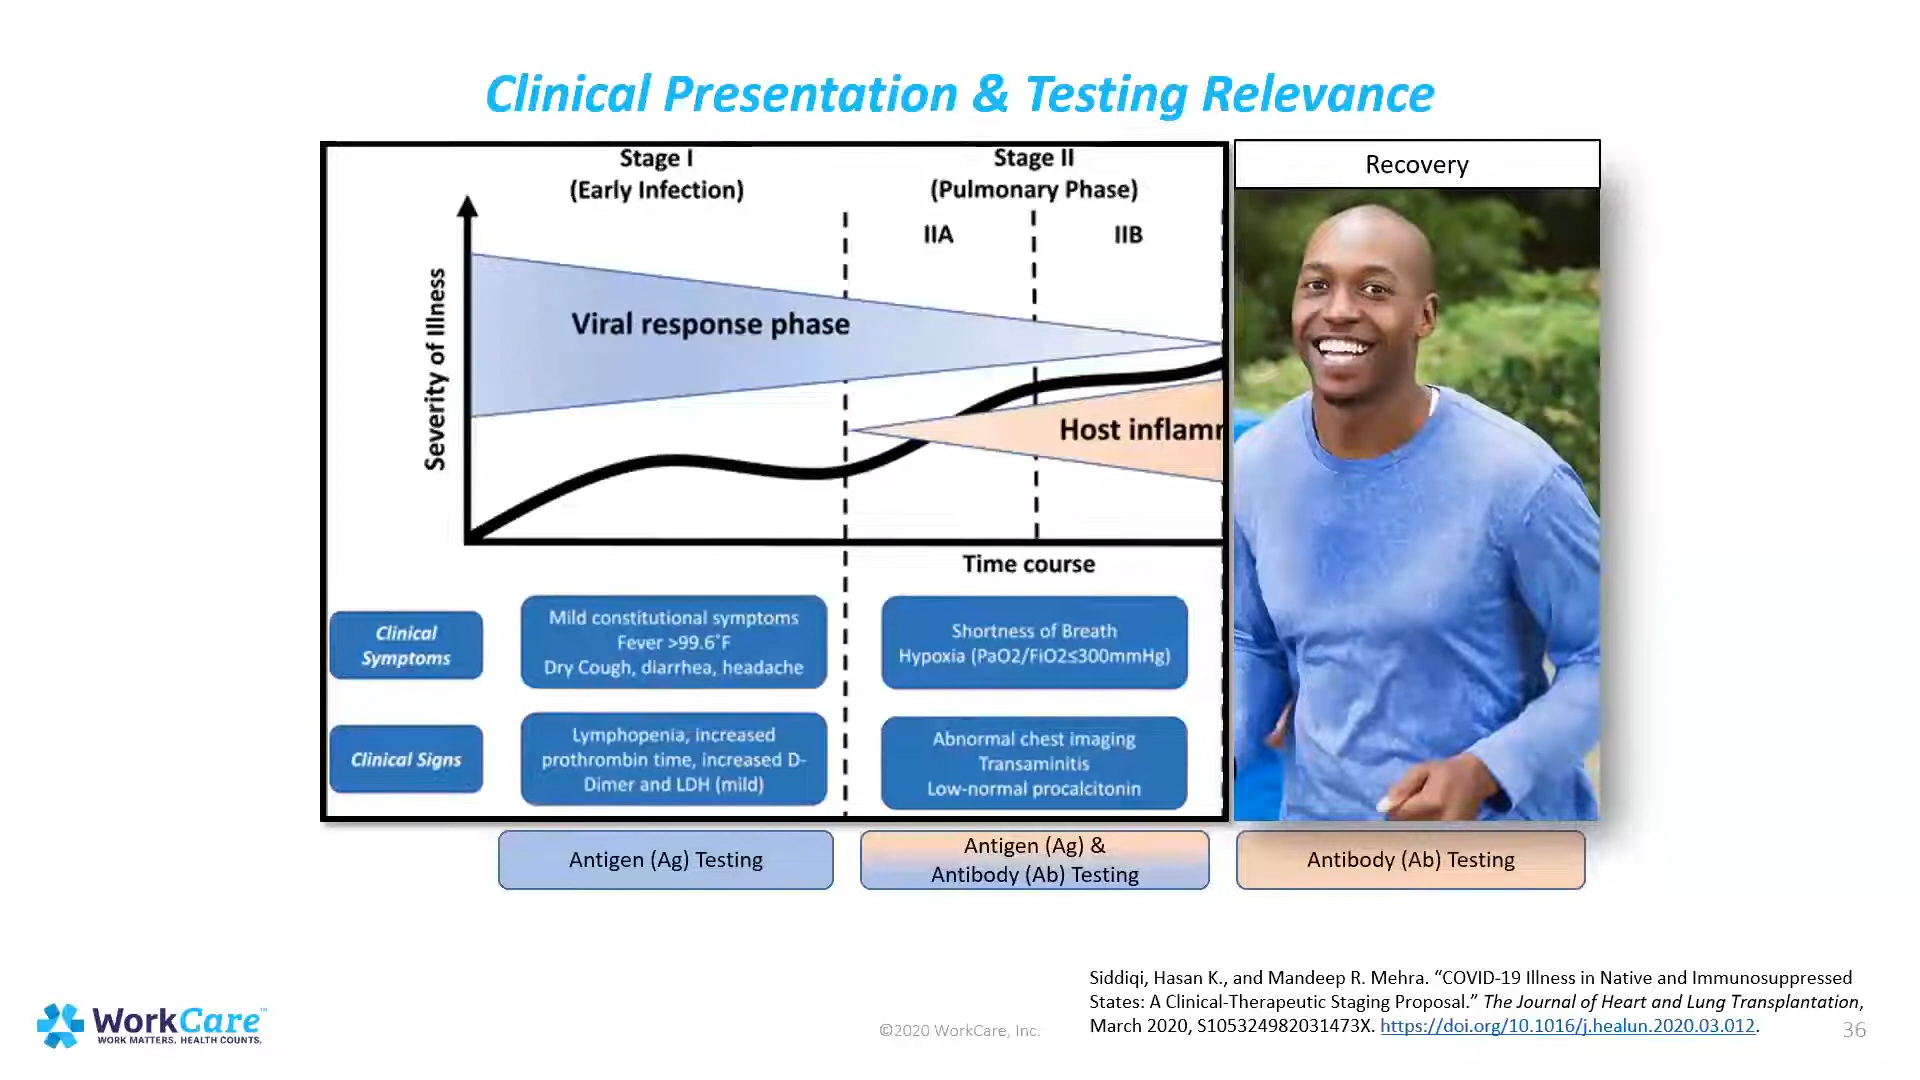 Clinical Presentation & Testing Relevance
Stage I
(Early Infection)
Stage II
(Pulmonary Phase)
IIA
IIB
Recovery
Severity of Illness
Viral response phase
Host inflamm
Time course
Clinical
Symptoms
Mild constitutional symptoms
Fever >99.6°F
Dry Cough, diarrhea, headache
Shortness of Breath
Hypoxia (PaO2/FiO2≤300mmHg)
Clinical Signs
Lymphopenia, increased
prothrombin time, increased D-
Dimer and LDH (mild)
Abnormal chest imaging
Transaminitis
Low-normal procalcitonin
Antigen (Ag) Testing
Antigen (Ag) &
Antibody (Ab) Testing
Antibody (Ab) Testing
Siddiqi, Hasan K., and Mandeep R. Mehra. “COVID-19 Illness in Native and Immunosuppressed
States: A Clinical-Therapeutic Staging Proposal.” The Journal of Heart and Lung Transplantation,
March 2020, S105324982031473X. https://doi.org/10.1016/j.healun.2020.03.012.
WorkCare™
WORK MATTERS. HEALTH COUNTS.
©2020 WorkCare, Inc.
36